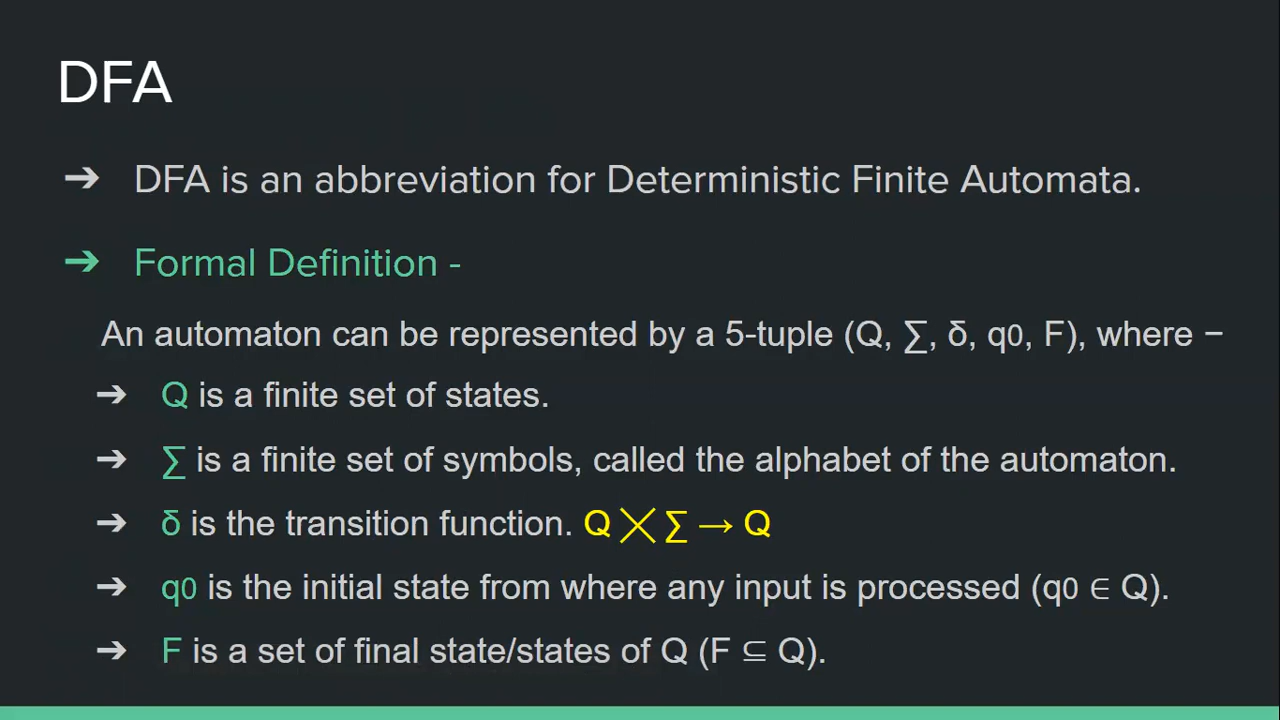 DFA
➔ DFA is an abbreviation for Deterministic Finite Automata.
➔ Formal Definition -
An automaton can be represented by a 5-tuple (Q, ∑, δ, q0, F), where −
➔ Q is a finite set of states.
➔ ∑ is a finite set of symbols, called the alphabet of the automaton.
➔ δ is the transition function. Q ╳ ∑ → Q
➔ q0 is the initial state from where any input is processed (q0 ∈ Q).
➔ F is a set of final state/states of Q (F ⊆ Q).